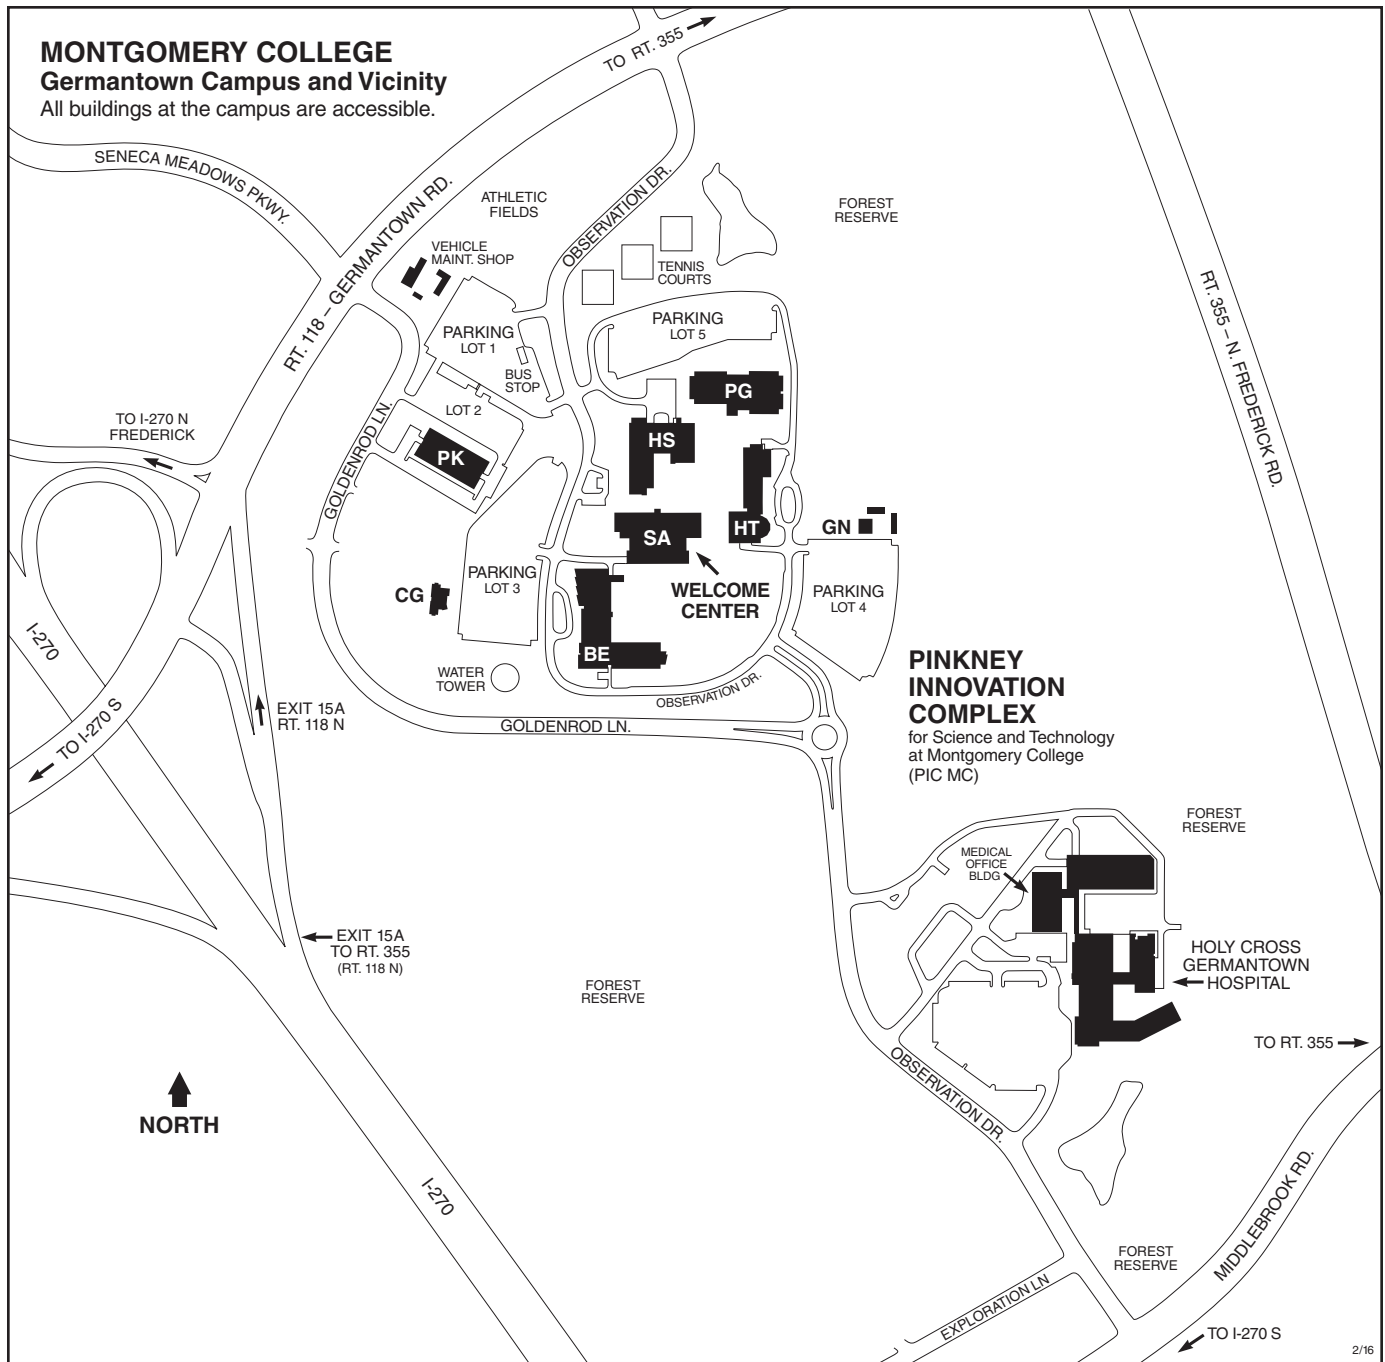 MONTGOMERY COLLEGE
Germantown Campus and Vicinity
All buildings at the campus are accessible.
TO RT. 355
SENECA MEADOWS PKWY.
RT. 118 – GERMANTOWN RD.
ATHLETIC
FIELDS
OBSERVATION DR.
FOREST
RESERVE
VEHICLE
MAINT. SHOP
TENNIS
COURTS
RT. 355 – N. FREDERICK RD.
PARKING
LOT 1
PARKING
LOT 5
BUS
STOP
PG
LOT 2
TO I-270 N
FREDERICK
GOLDENROD LN.
HS
PK
SA
HT
GN
WELCOME
CENTER
CG
PARKING
LOT 3
PARKING
LOT 4
BE
I-270
WATER
TOWER
OBSERVATION DR.
GOLDENROD LN.
EXIT 15A
RT. 118 N
TO I-270 S
PINKNEY
INNOVATION
COMPLEX
for Science and Technology
at Montgomery College
(PIC MC)
FOREST
RESERVE
MEDICAL
OFFICE
BLDG
EXIT 15A
TO RT. 355
(RT. 118 N)
HOLY CROSS
GERMANTOWN
HOSPITAL
FOREST
RESERVE
TO RT. 355
OBSERVATION DR.
NORTH
I-270
MIDDLEBROOK RD.
FOREST
RESERVE
EXPLORATION LN
TO I-270 S
2/16